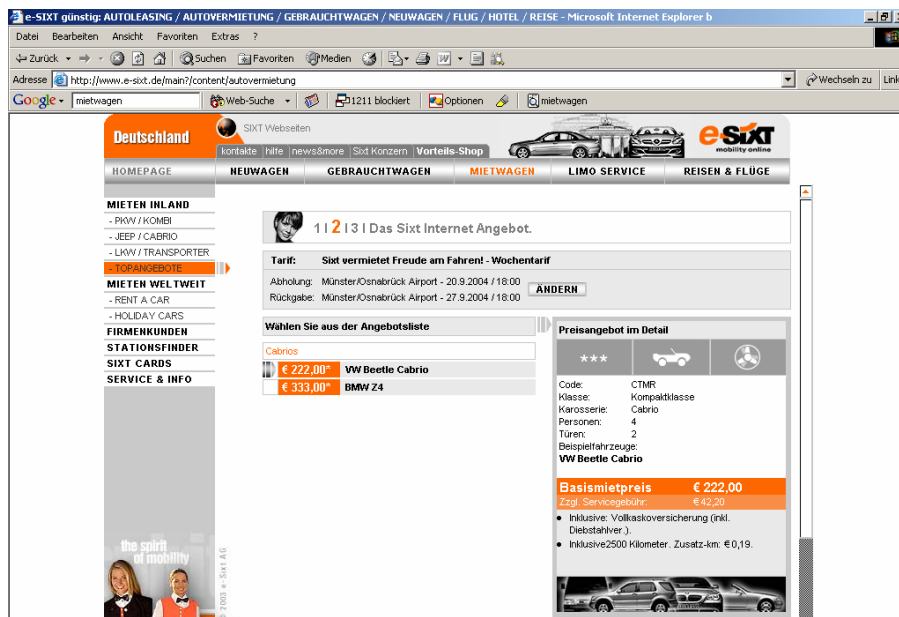 e-SIXT günstig: AUTOLEASING / AUTOVERMIETUNG / GEBRAUCHTWAGEN / NEUWAGEN / FLUG / HOTEL / REISE - Microsoft Internet Explorer b
Datei Bearbeiten Ansicht Favoriten Extras ?
Zurück Suchen Favoriten Medien
Adresse http://www.e-sixt.de/main?/content/autovermietung Wechseln zu Link
Google mietwagen Web-Suche 1211 blockiert Optionen mietwagen
Deutschland SIXT Webseiten
kontakte hilfe news&more Sixt Konzern Vorteils-Shop
e-SIXT
mobility online
HOMEPAGE NEUWAGEN GEBRAUCHTWAGEN MIETWAGEN LIMO SERVICE REISEN & FLÜGE
MIETEN INLAND
- PKW / KOMBI
- JEEP / CABRIO
- LKW / TRANSPORTER
- TOPANGEBOTE
MIETEN WELTWEIT
- RENT A CAR
- HOLIDAY CARS
FIRMENKUNDEN
STATIONSFINDER
SIXT CARDS
SERVICE & INFO
the spirit
of mobility
© 2003 e-Sixt AG
1 I 2 I 3 I Das Sixt Internet Angebot.
Tarif: Sixt vermietet Freude am Fahren! - Wochentarif
Abholung: Münster/Osnabrück Airport - 20.9.2004 / 18:00
Rückgabe: Münster/Osnabrück Airport - 27.9.2004 / 18:00
ÄNDERN
Wählen Sie aus der Angebotsliste
Cabrios
€ 222,00* VW Beetle Cabrio
€ 333,00* BMW Z4
Preisangebot im Detail
***
Code: CTMR
Klasse: Kompaktklasse
Karosserie: Cabrio
Personen: 4
Türen: 2
Beispielfahrzeuge:
VW Beetle Cabrio
Basismietpreis € 222,00
Zzgl. Servicegebühr: € 42,20
• Inklusive: Vollkaskoversicherung (inkl.
Diebstahlver.).
• Inklusive2500 Kilometer. Zusatz-km: € 0,19.